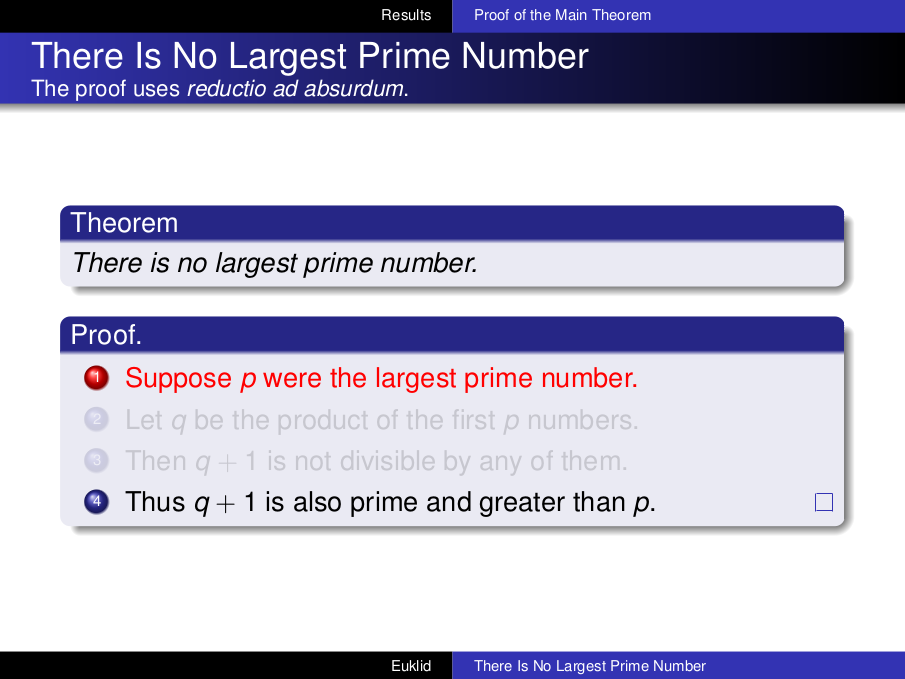 Results Proof of the Main Theorem
There Is No Largest Prime Number
The proof uses reductio ad absurdum.
Theorem
There is no largest prime number.
Proof.
1 Suppose p were the largest prime number.
2 Let q be the product of the first p numbers.
3 Then q + 1 is not divisible by any of them.
4 Thus q + 1 is also prime and greater than p. □
Euklid There Is No Largest Prime Number